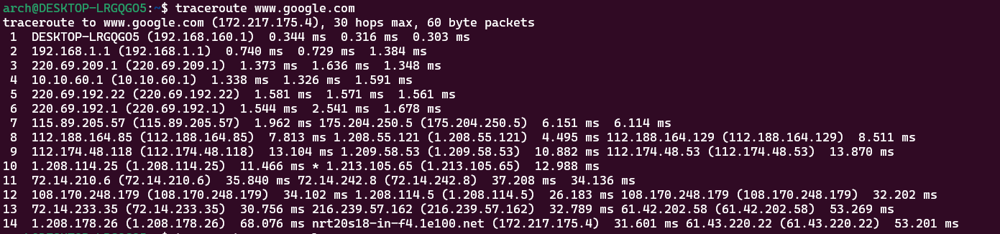 arch@DESKTOP-LRGQGO5:~$ traceroute www.google.com
traceroute to www.google.com (172.217.175.4), 30 hops max, 60 byte packets
 1  DESKTOP-LRGQGO5 (192.168.160.1)  0.344 ms  0.316 ms  0.303 ms
 2  192.168.1.1 (192.168.1.1)  0.740 ms  0.729 ms  1.384 ms
 3  220.69.209.1 (220.69.209.1)  1.373 ms  1.636 ms  1.348 ms
 4  10.10.60.1 (10.10.60.1)  1.338 ms  1.326 ms  1.591 ms
 5  220.69.192.22 (220.69.192.22)  1.581 ms  1.571 ms  1.561 ms
 6  220.69.192.1 (220.69.192.1)  1.544 ms  2.541 ms  1.678 ms
 7  115.89.205.57 (115.89.205.57)  1.962 ms 175.204.250.5 (175.204.250.5)  6.151 ms  6.114 ms
 8  112.188.164.85 (112.188.164.85)  7.813 ms 1.208.55.121 (1.208.55.121)  4.495 ms 112.188.164.129 (112.188.164.129)  8.511 ms
 9  112.174.48.118 (112.174.48.118)  13.104 ms 1.209.58.53 (1.209.58.53)  10.882 ms 112.174.48.53 (112.174.48.53)  13.870 ms
10  1.208.114.25 (1.208.114.25)  11.466 ms * 1.213.105.65 (1.213.105.65)  12.988 ms
11  72.14.210.6 (72.14.210.6)  35.840 ms 72.14.242.8 (72.14.242.8)  37.208 ms  34.136 ms
12  108.170.248.179 (108.170.248.179)  34.102 ms 1.208.114.5 (1.208.114.5)  26.183 ms 108.170.248.179 (108.170.248.179)  32.202 ms
13  72.14.233.35 (72.14.233.35)  30.756 ms 216.239.57.162 (216.239.57.162)  32.789 ms 61.42.202.58 (61.42.202.58)  53.269 ms
14  1.208.178.26 (1.208.178.26)  68.076 ms nrt20s18-in-f4.1e100.net (172.217.175.4)  31.601 ms 61.43.220.22 (61.43.220.22)  53.201 ms